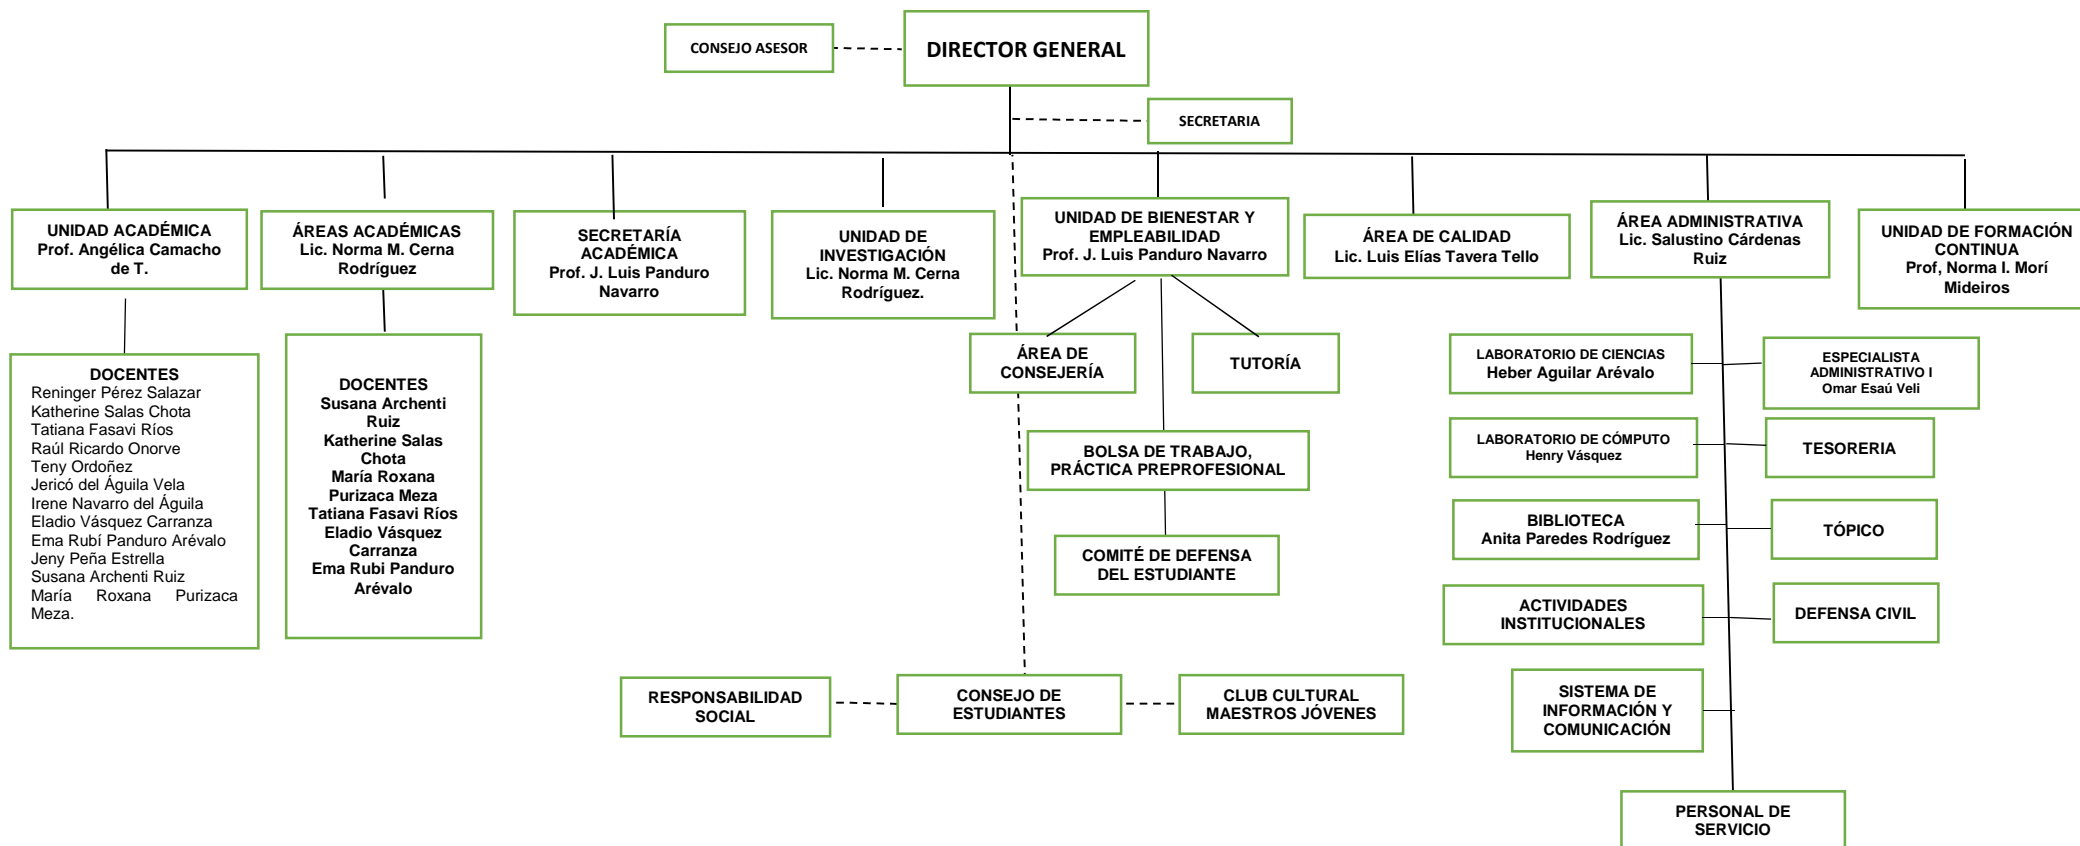 CONSEJO ASESOR
DIRECTOR GENERAL
SECRETARIA
UNIDAD ACADÉMICA
Prof. Angélica Camacho
de T.
ÁREAS ACADÉMICAS
Lic. Norma M. Cerna
Rodríguez
SECRETARÍA
ACADÉMICA
Prof. J. Luis Panduro
Navarro
UNIDAD DE
INVESTIGACIÓN
Lic. Norma M. Cerna
Rodríguez.
UNIDAD DE BIENESTAR Y
EMPLEABILIDAD
Prof. J. Luis Panduro Navarro
ÁREA DE CALIDAD
Lic. Luis Elías Tavera Tello
ÁREA ADMINISTRATIVA
Lic. Salustino Cárdenas
Ruiz
UNIDAD DE FORMACIÓN
CONTINUA
Prof, Norma I. Morí
Mideiros
DOCENTES
Reninger Pérez Salazar
Katherine Salas Chota
Tatiana Fasavi Ríos
Raúl Ricardo Onorve
Teny Ordoñez
Jericó del Águila Vela
Irene Navarro del Águila
Eladio Vásquez Carranza
Ema Rubí Panduro Arévalo
Jeny Peña Estrella
Susana Archenti Ruiz
María Roxana Purizaca
Meza.
DOCENTES
Susana Archenti
Ruiz
Katherine Salas
Chota
María Roxana
Purizaca Meza
Tatiana Fasavi Ríos
Eladio Vásquez
Carranza
Ema Rubi Panduro
Arévalo
ÁREA DE
CONSEJERÍA
TUTORÍA
BOLSA DE TRABAJO,
PRÁCTICA PREPROFESIONAL
COMITÉ DE DEFENSA
DEL ESTUDIANTE
LABORATORIO DE CIENCIAS
Heber Aguilar Arévalo
ESPECIALISTA
ADMINISTRATIVO I
Omar Esaú Veli
LABORATORIO DE CÓMPUTO
Henry Vásquez
TESORERIA
BIBLIOTECA
Anita Paredes Rodríguez
TÓPICO
ACTIVIDADES
INSTITUCIONALES
DEFENSA CIVIL
RESPONSABILIDAD
SOCIAL
CONSEJO DE
ESTUDIANTES
CLUB CULTURAL
MAESTROS JÓVENES
SISTEMA DE
INFORMACIÓN Y
COMUNICACIÓN
PERSONAL DE
SERVICIO